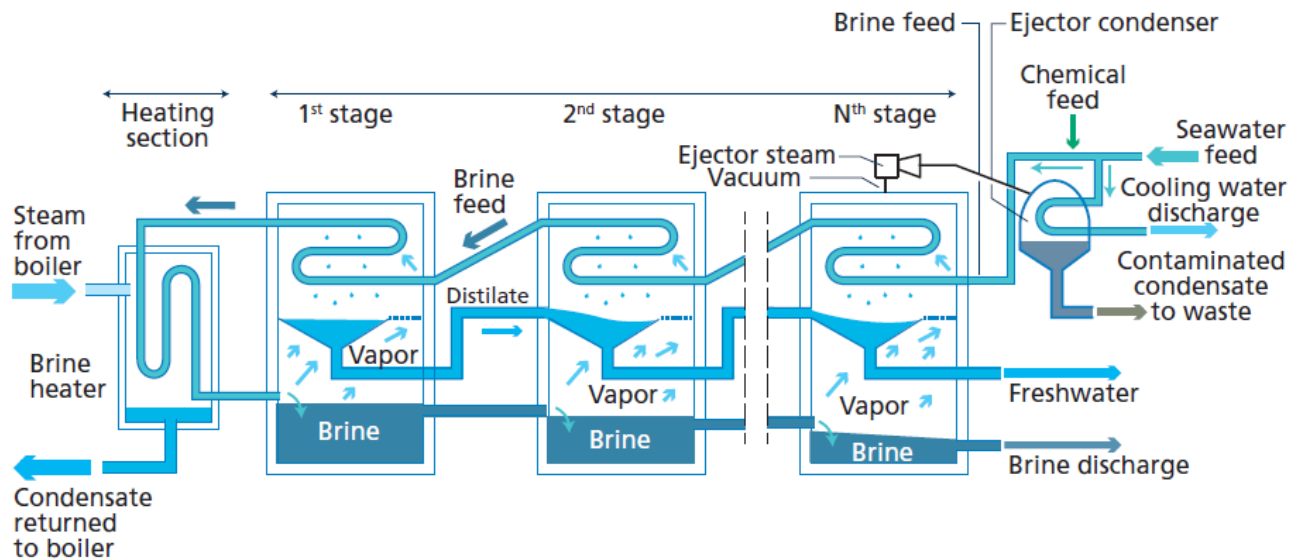 Brine feed
Ejector condenser
Chemical
feed
Seawater
feed
Heating
section
1st stage
2nd stage
Nth stage
Ejector steam
Vacuum
Cooling water
discharge
Steam
from
boiler
Brine
feed
Contaminated
condensate
to waste
Distilate
Vapor
Vapor
Vapor
Brine
heater
Freshwater
Brine
Brine
Brine
Brine discharge
Condensate
returned
to boiler